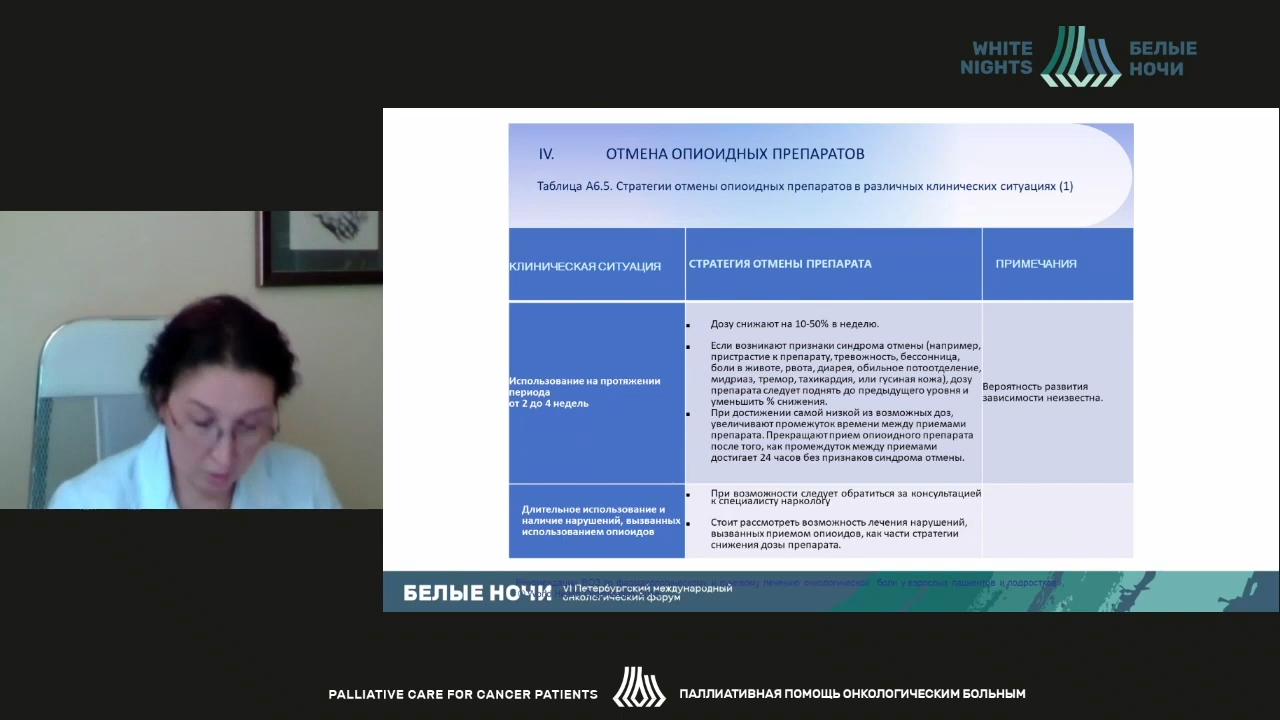 WHITE
NIGHTS
БЕЛЫЕ
НОЧИ
IV. ОТМЕНА ОПИОИДНЫХ ПРЕПАРАТОВ
Таблица А6.5. Стратегии отмены опиоидных препаратов в различных клинических ситуациях (1)
КЛИНИЧЕСКАЯ СИТУАЦИЯ
СТРАТЕГИЯ ОТМЕНЫ ПРЕПАРАТА
ПРИМЕЧАНИЯ
Использование на протяжении
периода
от 2 до 4 недель
▪ Дозу снижают на 10-50% в неделю.
▪ Если возникают признаки синдрома отмены (например,
пристрастие к препарату, тревожность, бессонница,
боли в животе, рвота, диарея, обильное потоотделение,
мидриаз, тремор, тахикардия, или гусиная кожа), дозу
препарата следует поднять до предыдущего уровня и
уменьшить % снижения.
▪ При достижении самой низкой из возможных доз,
увеличивают промежуток времени между приемами
препарата. Прекращают прием опиоидного препарата
после того, как промеждуток между приемами
достигает 24 часов без признаков синдрома отмены.
Вероятность развития
зависимости неизвестна.
Длительное использование и
наличие нарушений, вызванных
использованием опиоидов
▪ При возможности следует обратиться за консультацией
к специалисту наркологу
▪ Стоит рассмотреть возможность лечения нарушений,
вызванных приемом опиоидов, как части стратегии
снижения дозы препарата.
БЕЛЫЕ НОЧИ
VI Петербургский международный
онкологический форум
PALLIATIVE CARE FOR CANCER PATIENTS
ПАЛЛИАТИВНАЯ ПОМОЩЬ ОНКОЛОГИЧЕСКИМ БОЛЬНЫМ